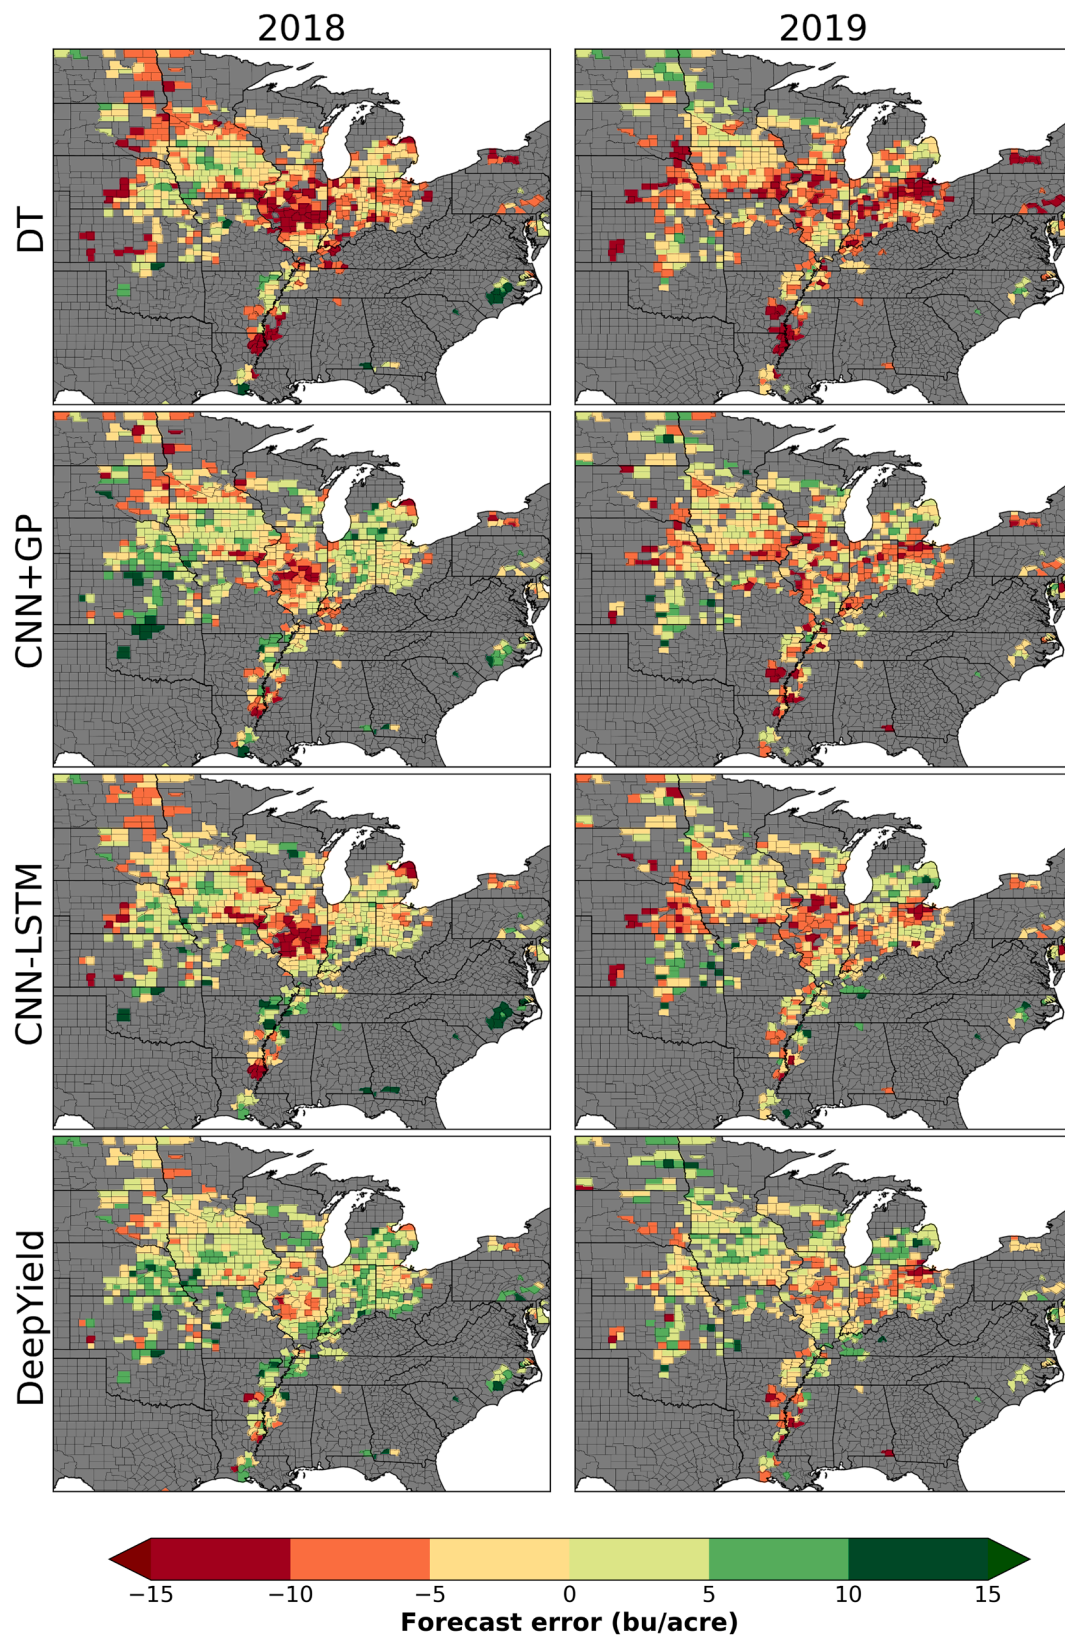 2018 2019
DT
CNN+GP
CNN-LSTM
DeepYield
−15 −10 −5 0 5 10 15
Forecast error (bu/acre)